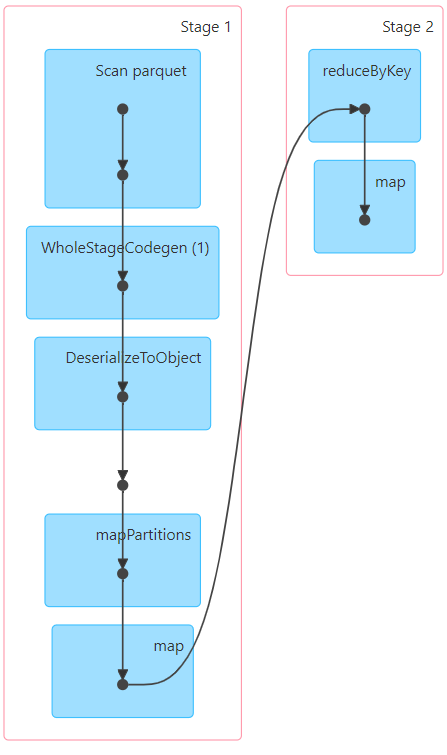 Stage 1
Scan parquet
WholeStageCodegen (1)
DeserializeToObject
mapPartitions
map
Stage 2
reduceByKey
map